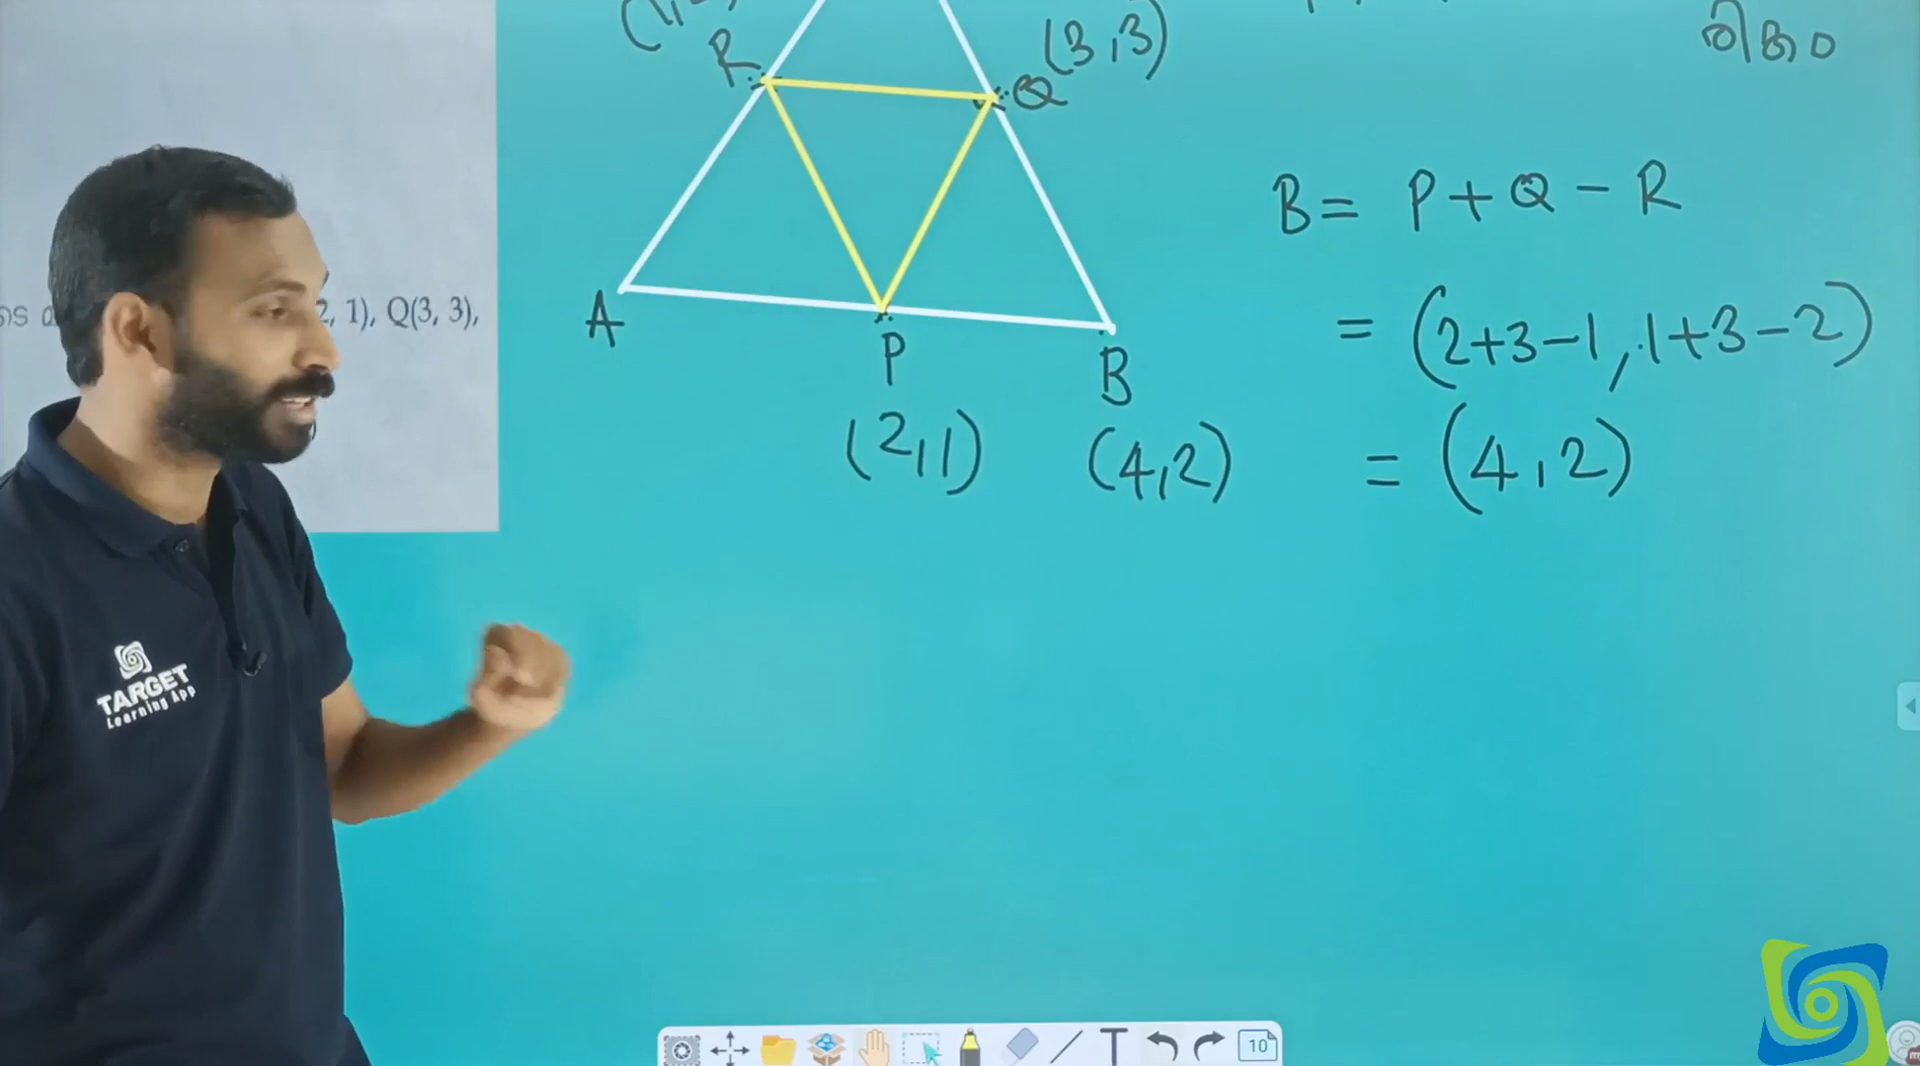 (3,3)
R
Q
B = P + Q - R
2, 1), Q(3, 3),
= (2+3-1, 1+3-2)
A
P
B
(2,1) (4,2)
= (4,2)
TARGET
Learning App
T
10